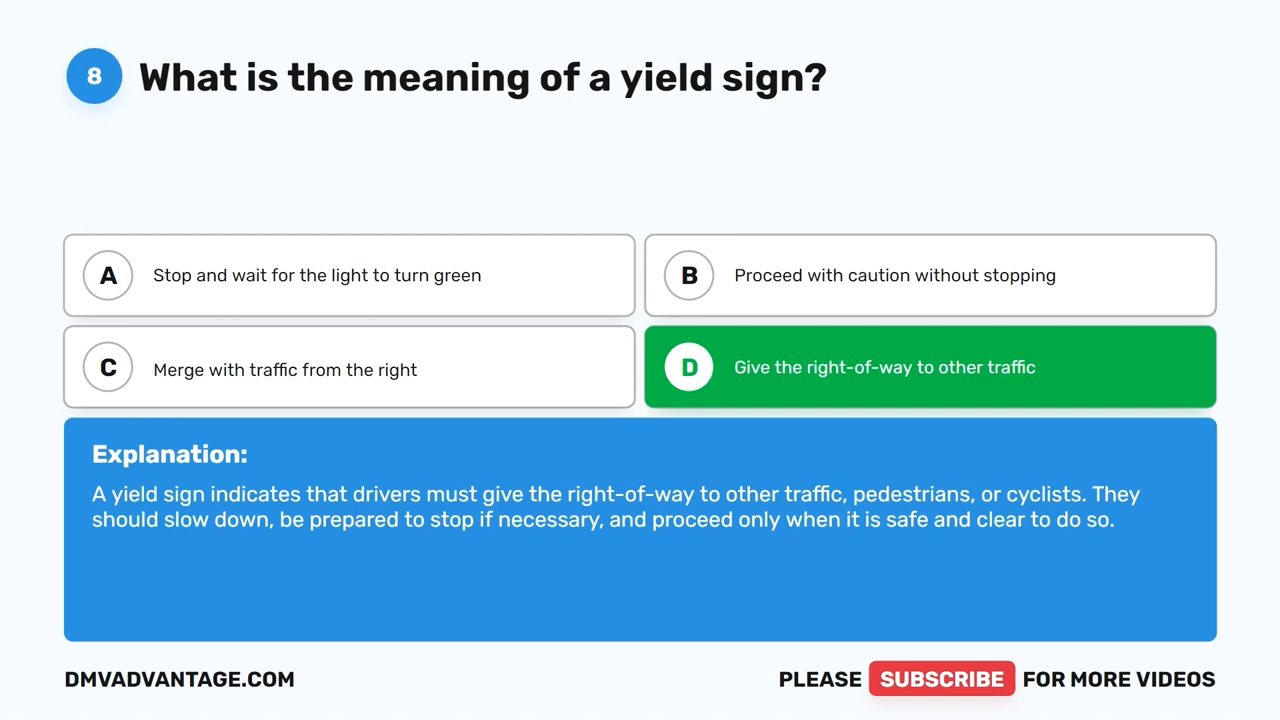 8 What is the meaning of a yield sign?
A Stop and wait for the light to turn green
B Proceed with caution without stopping
C Merge with traffic from the right
D Give the right-of-way to other traffic
Explanation:
A yield sign indicates that drivers must give the right-of-way to other traffic, pedestrians, or cyclists. They
should slow down, be prepared to stop if necessary, and proceed only when it is safe and clear to do so.
DMVADVANTAGE.COM
PLEASE SUBSCRIBE FOR MORE VIDEOS